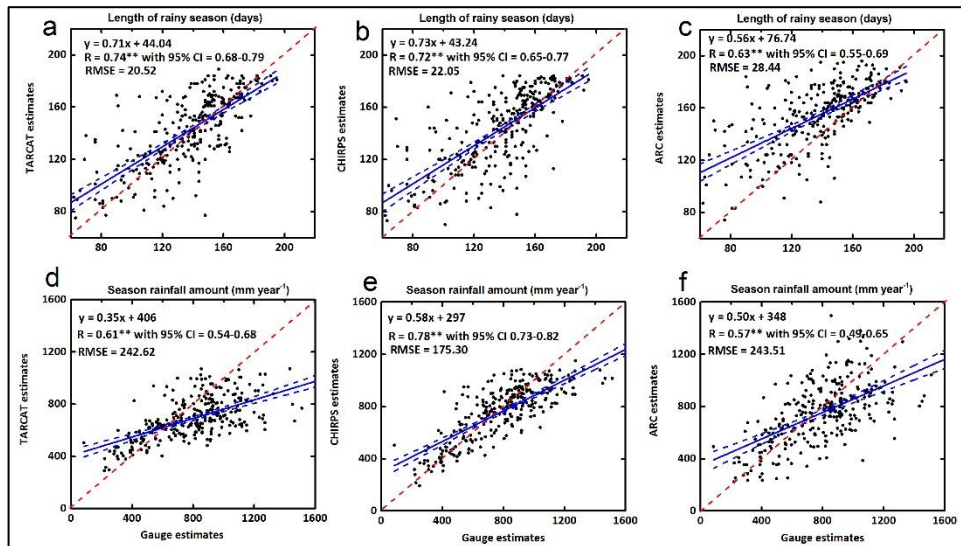 a
Length of rainy season (days)
y = 0.71x + 44.04
R = 0.74** with 95% CI = 0.68-0.79
RMSE = 20.52
TARCAT estimates
200
160
120
80
80
120
160
200
b
Length of rainy season (days)
y = 0.73x + 43.24
R = 0.72** with 95% CI = 0.65-0.77
RMSE = 22.05
CHIRPS estimates
200
160
120
80
80
120
160
200
c
Length of rainy season (days)
y = 0.56x + 76.74
R = 0.63** with 95% CI = 0.55-0.69
RMSE = 28.44
ARC estimates
200
160
120
80
80
120
160
200
d
Season rainfall amount (mm year-1)
y = 0.35x + 406
R = 0.61** with 95% CI = 0.54-0.68
RMSE = 242.62
TARCAT estimates
1600
1200
800
400
0
0
400
800
1200
1600
Gauge estimates
e
Season rainfall amount (mm year-1)
y = 0.58x + 297
R = 0.78** with 95% CI 0.73-0.82
RMSE = 175.30
CHIRPS estimates
1600
1200
800
400
0
0
400
800
1200
1600
Gauge estimates
f
Season rainfall amount (mm year-1)
y = 0.50x + 348
R = 0.57** with 95% CI = 0.49-0.65
RMSE = 243.51
ARC estimates
1600
1200
800
400
0
0
400
800
1200
1600
Gauge estimates